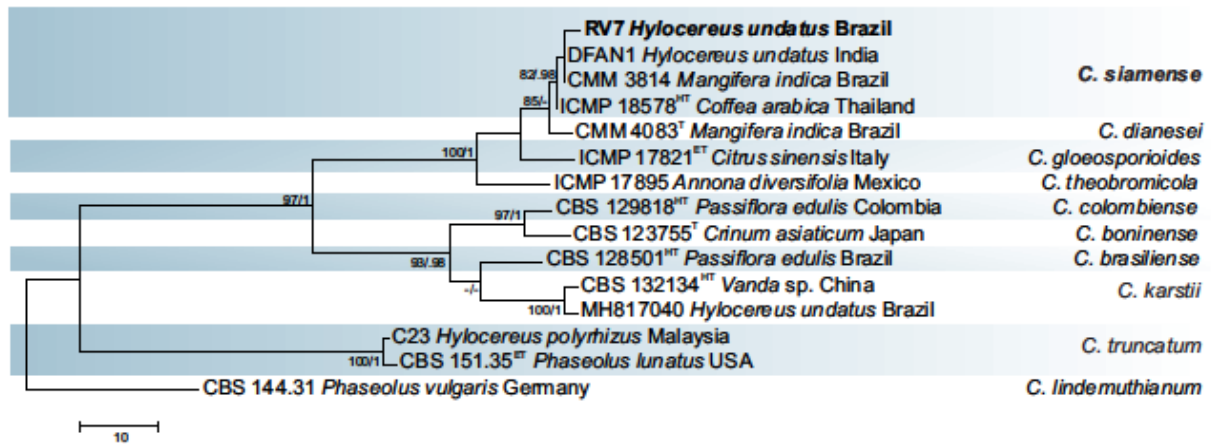 RV7 Hylocereus undatus Brazil
DFAN1 Hylocereus undatus India
82/.98
CMM 3814 Mangifera indica Brazil
C. siamense
85/-
ICMP 18578HT Coffea arabica Thailand
CMM 4083T Mangifera indica Brazil
C. dianesei
100/1
ICMP 17821ET Citrus sinensis Italy
C. gloeosporioides
ICMP 17895 Annona diversifolia Mexico
C. theobromicola
97/1
CBS 129818HT Passiflora edulis Colombia
C. colombiense
97/1
CBS 123755T Crinum asiaticum Japan
C. boninense
93/.98
CBS 128501HT Passiflora edulis Brazil
C. brasiliense
-/-
CBS 132134HT Vanda sp. China
C. karstii
100/1
MH817040 Hylocereus undatus Brazil
C23 Hylocereus polyrhizus Malaysia
C. truncatum
100/1
CBS 151.35ET Phaseolus lunatus USA
CBS 144.31 Phaseolus vulgaris Germany
C. lindemuthianum
10